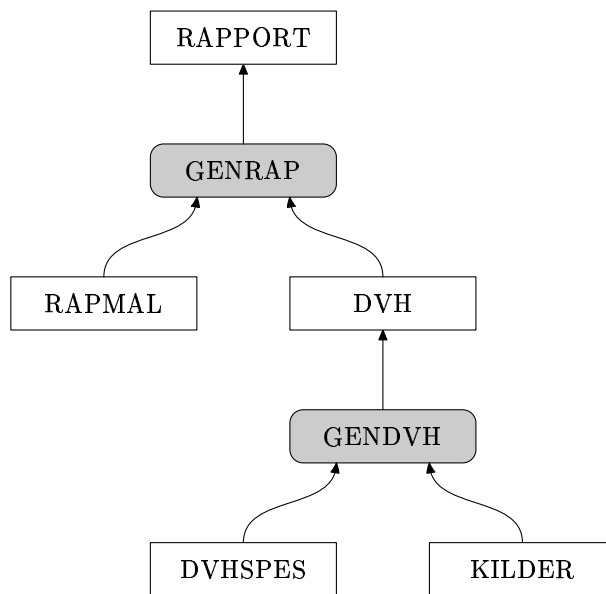 RAPPORT
GENRAP
RAPMAL
DVH
GENDVH
DVHSPES
KILDER